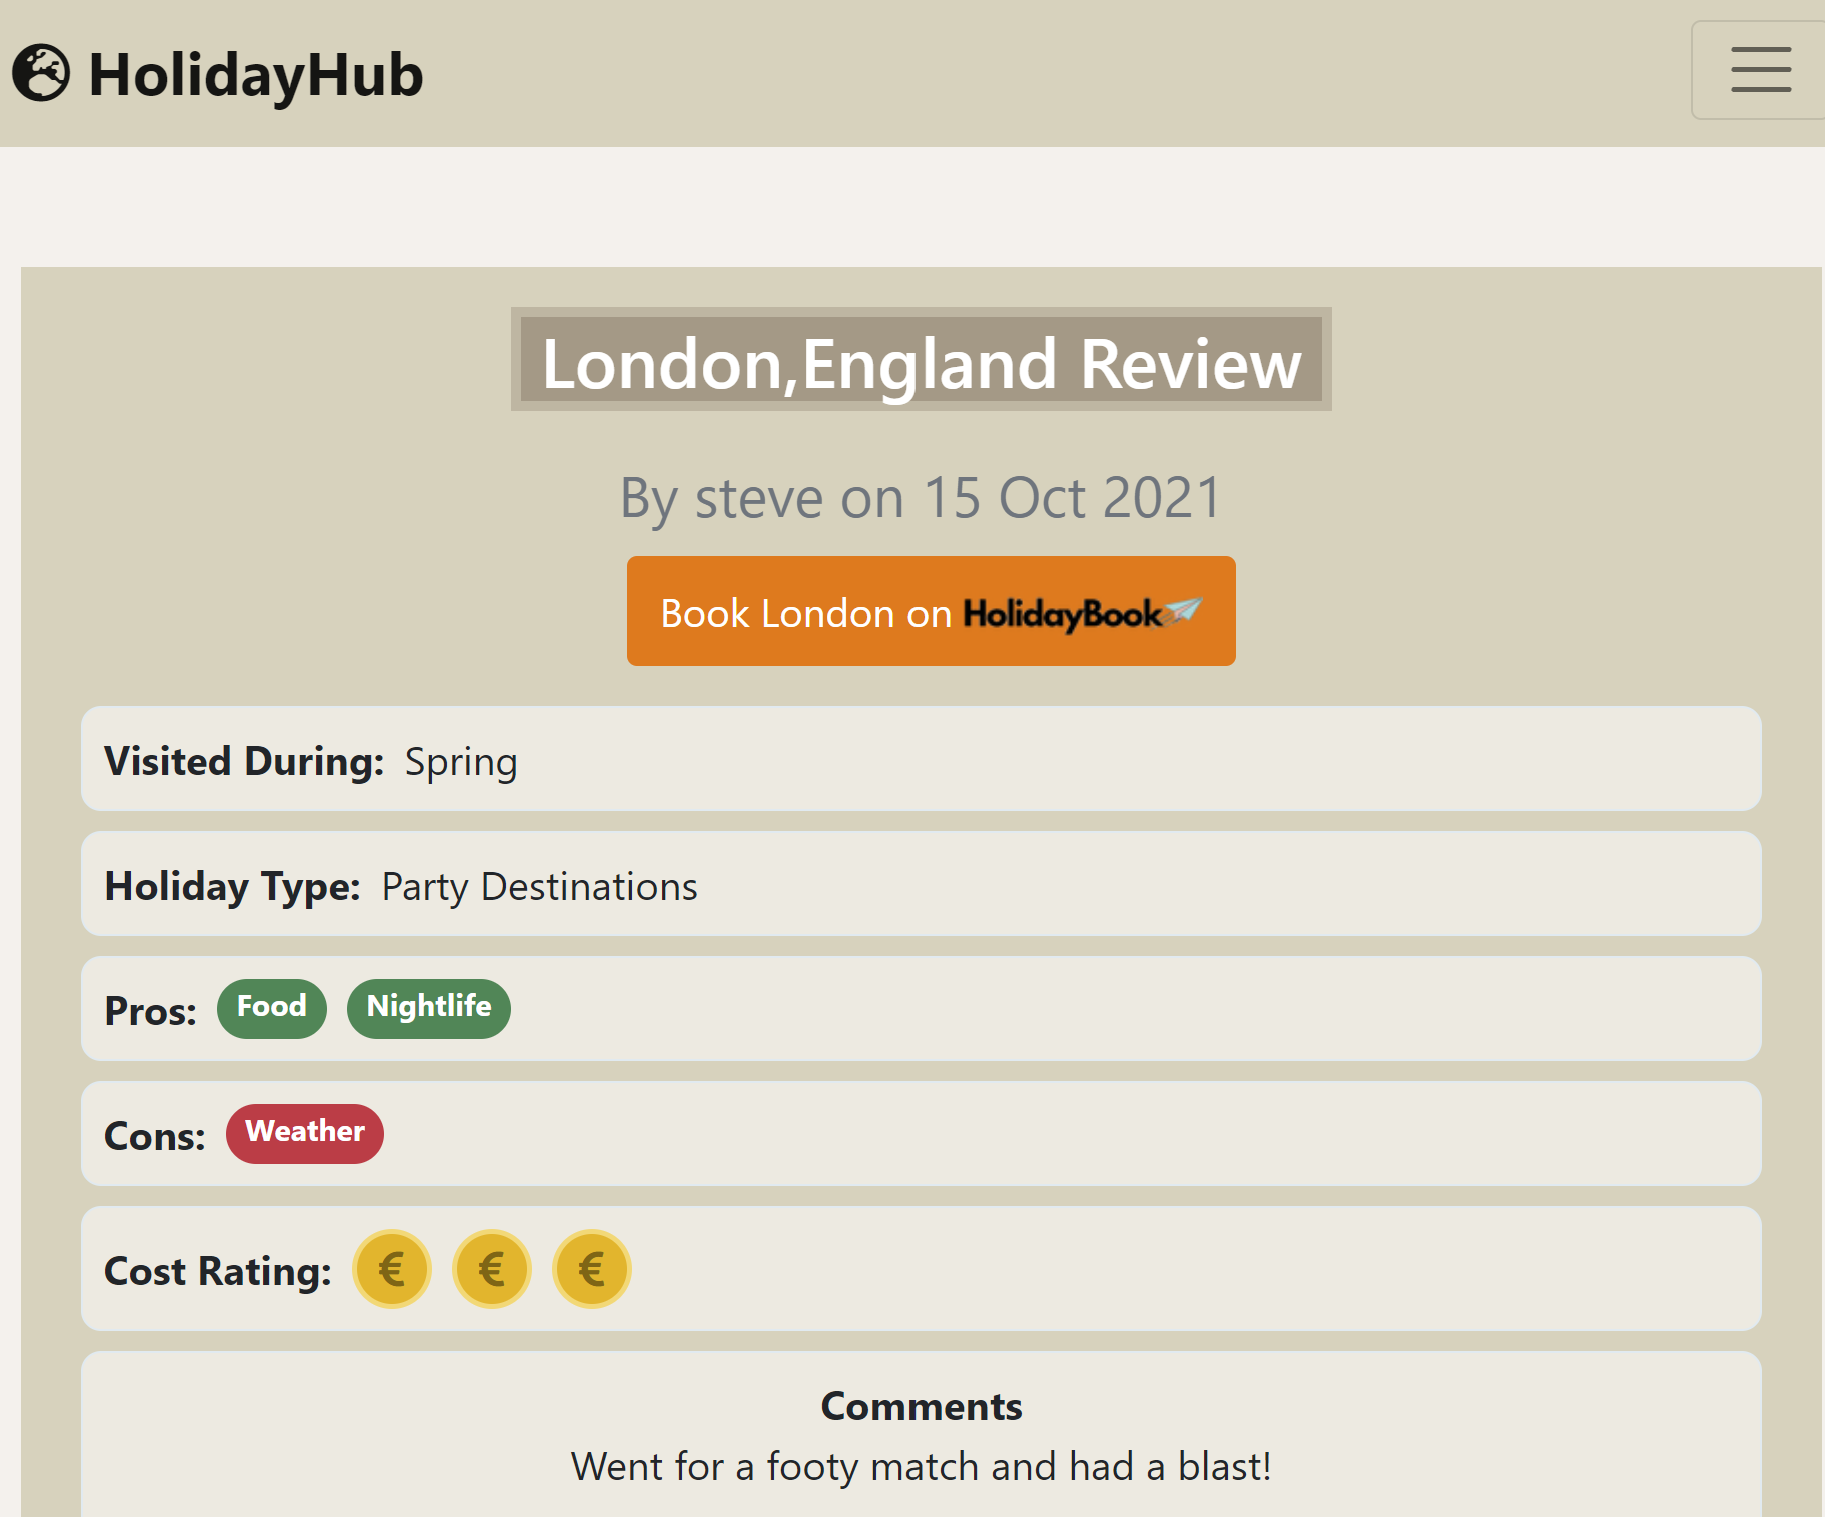 HolidayHub
London,England Review
By steve on 15 Oct 2021
Book London on HolidayBook
Visited During: Spring
Holiday Type: Party Destinations
Pros: Food Nightlife
Cons: Weather
Cost Rating: € € €
Comments
Went for a footy match and had a blast!